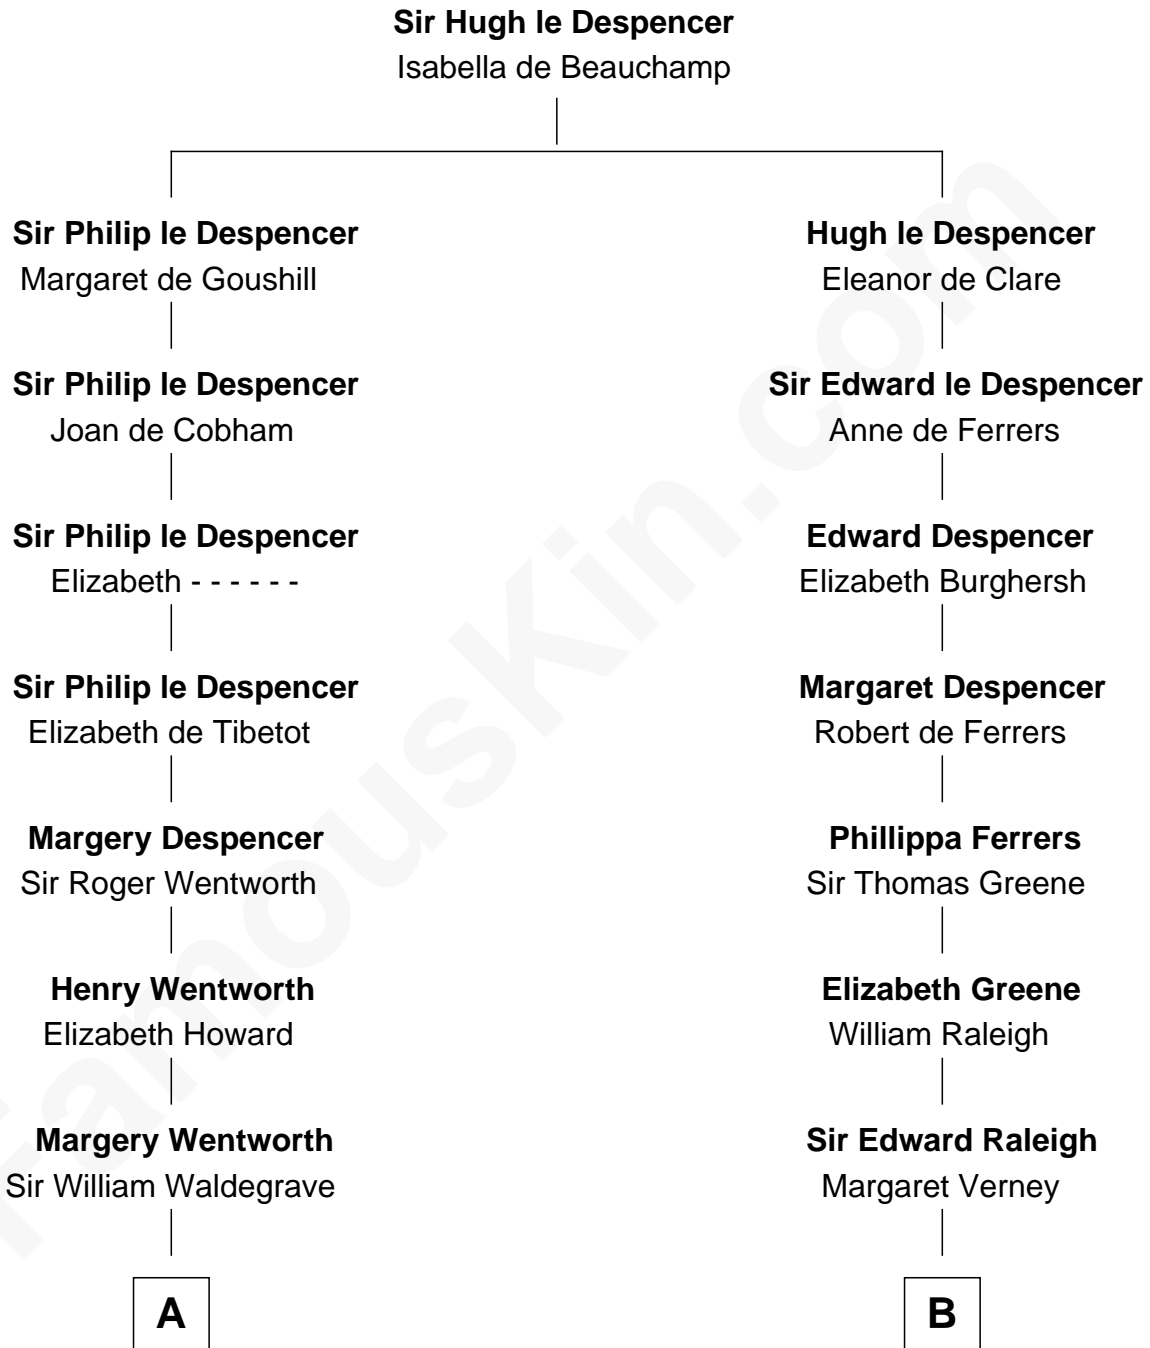 Sir Hugh le Despencer
Isabella de Beauchamp
Sir Philip le Despencer
Margaret de Goushill
Hugh le Despencer
Eleanor de Clare
Sir Philip le Despencer
Joan de Cobham
Sir Edward le Despencer
Anne de Ferrers
Sir Philip le Despencer
Elizabeth - - - - - -
Edward Despencer
Elizabeth Burghersh
Sir Philip le Despencer
Elizabeth de Tibetot
Margaret Despencer
Robert de Ferrers
Margery Despencer
Sir Roger Wentworth
Phillippa Ferrers
Sir Thomas Greene
Henry Wentworth
Elizabeth Howard
Elizabeth Greene
William Raleigh
Margery Wentworth
Sir William Waldegrave
Sir Edward Raleigh
Margaret Verney
A
B
FamousKin.com